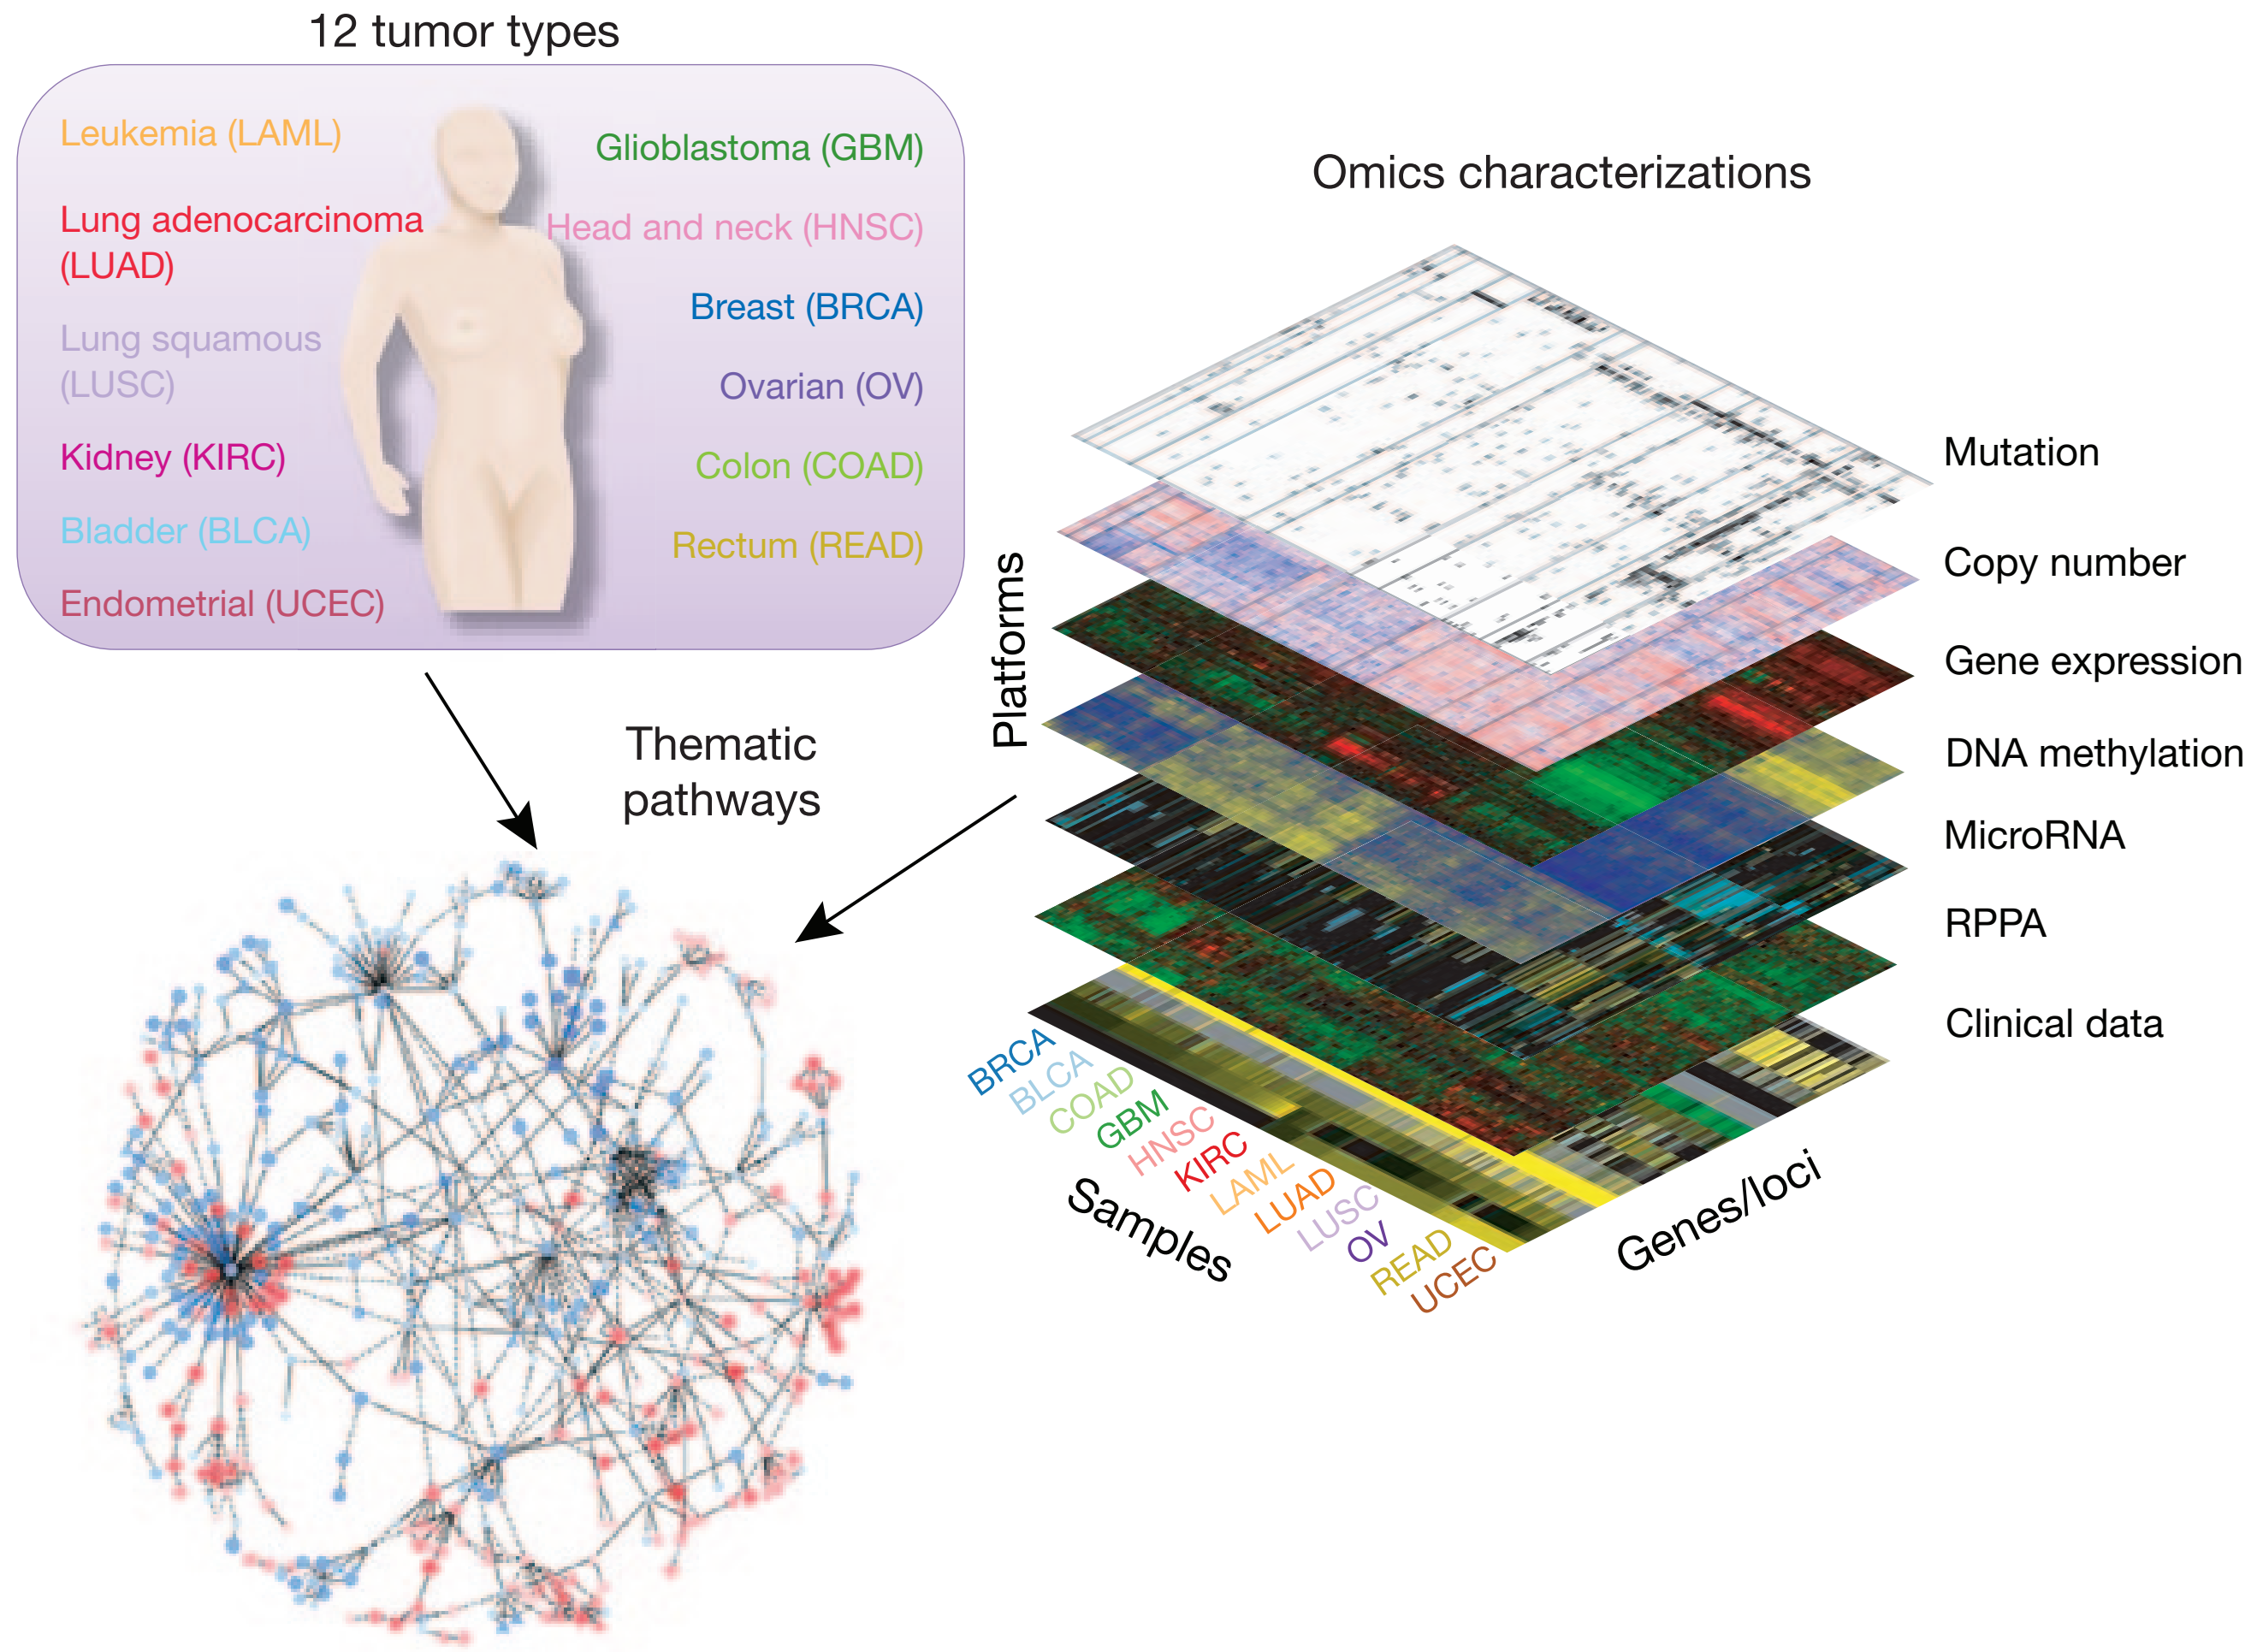 12 tumor types
Leukemia (LAML)
Lung adenocarcinoma
(LUAD)
Lung squamous
(LUSC)
Kidney (KIRC)
Bladder (BLCA)
Endometrial (UCEC)
Glioblastoma (GBM)
Head and neck (HNSC)
Breast (BRCA)
Ovarian (OV)
Colon (COAD)
Rectum (READ)
Thematic
pathways
Omics characterizations
Platforms
Mutation
Copy number
Gene expression
DNA methylation
MicroRNA
RPPA
Clinical data
BRCA
BLCA
COAD
GBM
HNSC
KIRC
LAML
LUAD
LUSC
OV
READ
UCEC
Samples
Genes/loci